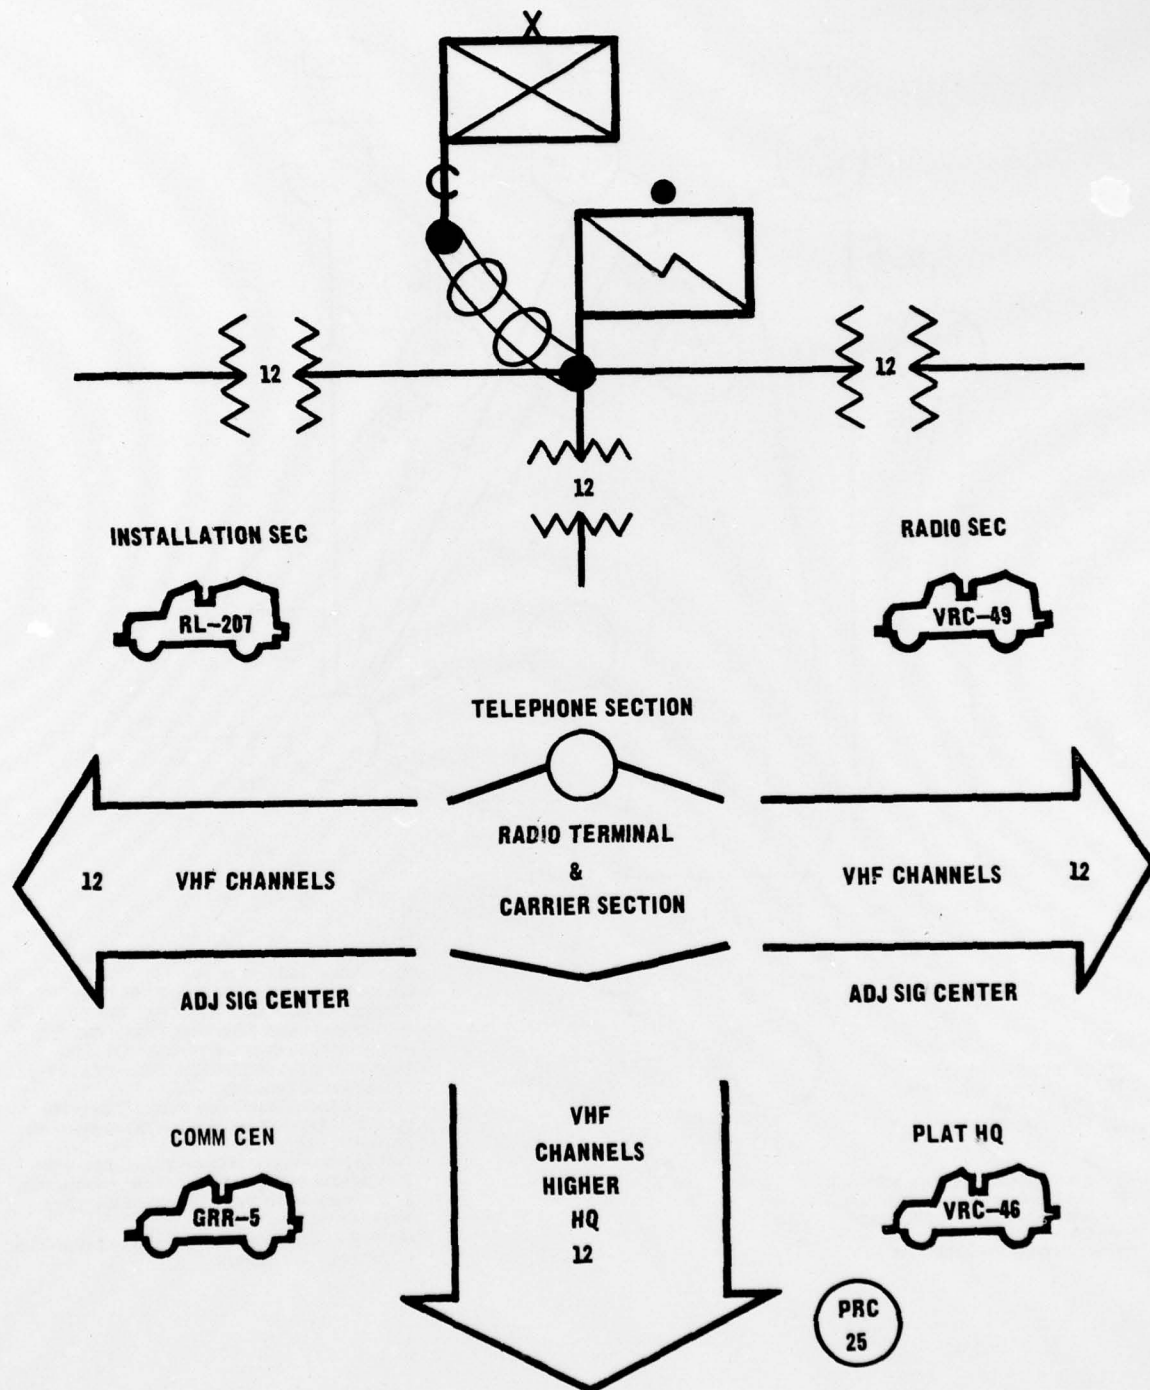 X
12
12
12
INSTALLATION SEC
RADIO SEC
RL-207
VRC-49
TELEPHONE SECTION
RADIO TERMINAL
&
CARRIER SECTION
12 VHF CHANNELS
VHF CHANNELS 12
ADJ SIG CENTER
ADJ SIG CENTER
COMM CEN
PLAT HQ
GRR-5
VRC-46
VHF
CHANNELS
HIGHER
HQ
12
PRC
25